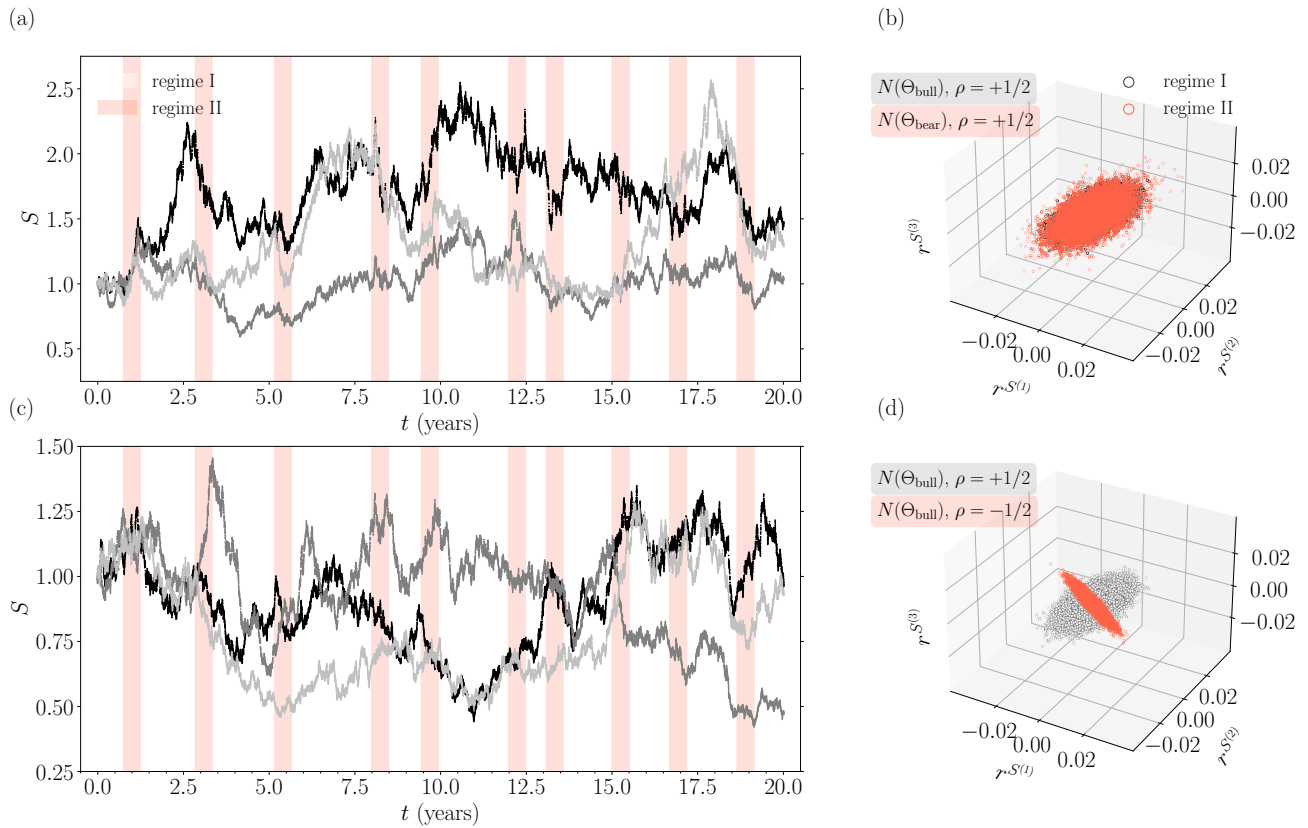 (a)
regime I
regime II
S
2.5
2.0
1.5
1.0
0.5
0.0 2.5 5.0 7.5 10.0 12.5 15.0 17.5 20.0
t (years)
(b)
N(Θbull), ρ = +1/2
N(Θbear), ρ = +1/2
regime I
regime II
r^S(3)
0.02
0.00
−0.02
0.02
0.00
−0.02
r^S(2)
−0.02
0.00
0.02
r^S(1)
(c)
S
1.50
1.25
1.00
0.75
0.50
0.25
0.0 2.5 5.0 7.5 10.0 12.5 15.0 17.5 20.0
t (years)
(d)
N(Θbull), ρ = +1/2
N(Θbull), ρ = −1/2
r^S(3)
0.02
0.00
−0.02
0.02
0.00
−0.02
r^S(2)
−0.02
0.00
0.02
r^S(1)